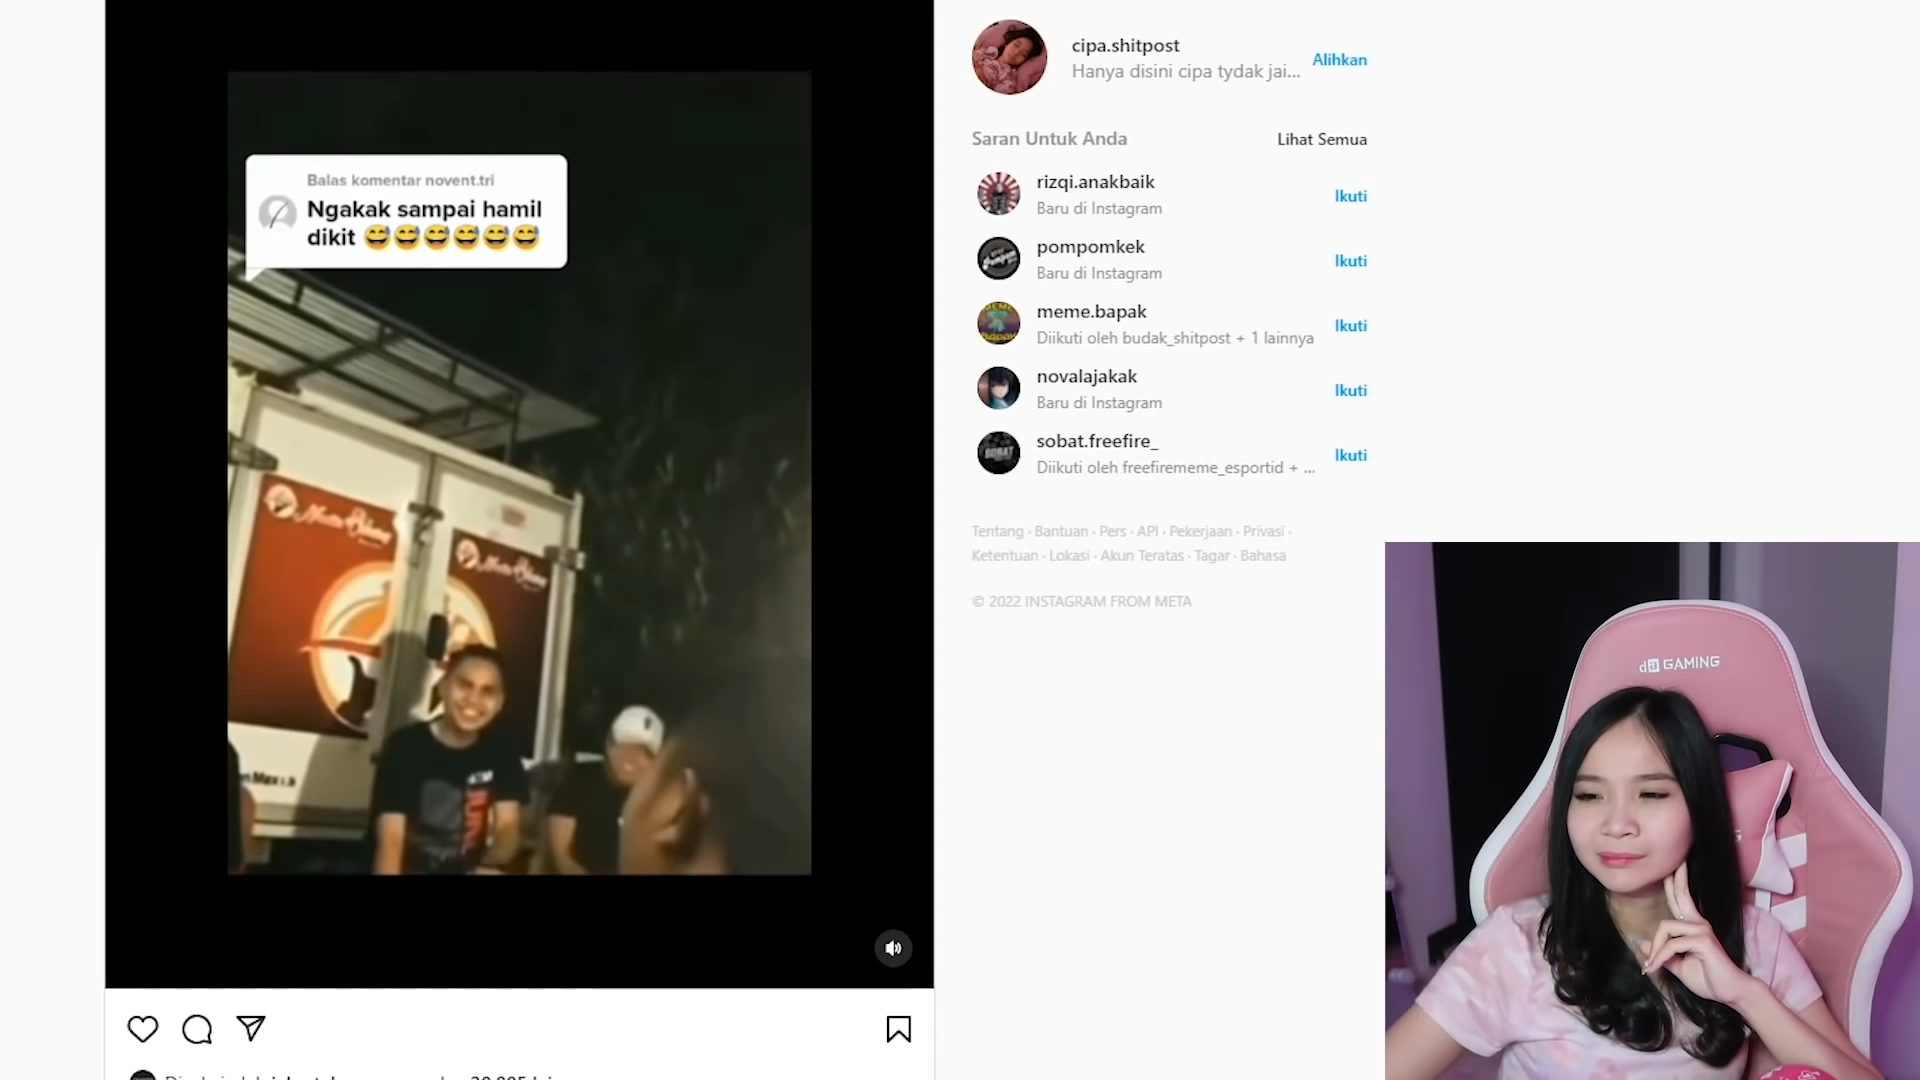 cipa.shitpost
Hanya disini cipa tydak jai...
Alihkan
Balas komentar novent.tri
Ngakak sampai hamil
dikit 😅😅😅😅😅😅
Saran Untuk Anda
Lihat Semua
rizqi.anakbaik
Baru di Instagram
Ikuti
pompomkek
Baru di Instagram
Ikuti
meme.bapak
Diikuti oleh budak_shitpost + 1 lainnya
Ikuti
novalajakak
Baru di Instagram
Ikuti
sobat.freefire_
Diikuti oleh freefirememe_esportid + ...
Ikuti
Tentang · Bantuan · Pers · API · Pekerjaan · Privasi ·
Ketentuan · Lokasi · Akun Teratas · Tagar · Bahasa
© 2022 INSTAGRAM FROM META
da GAMING